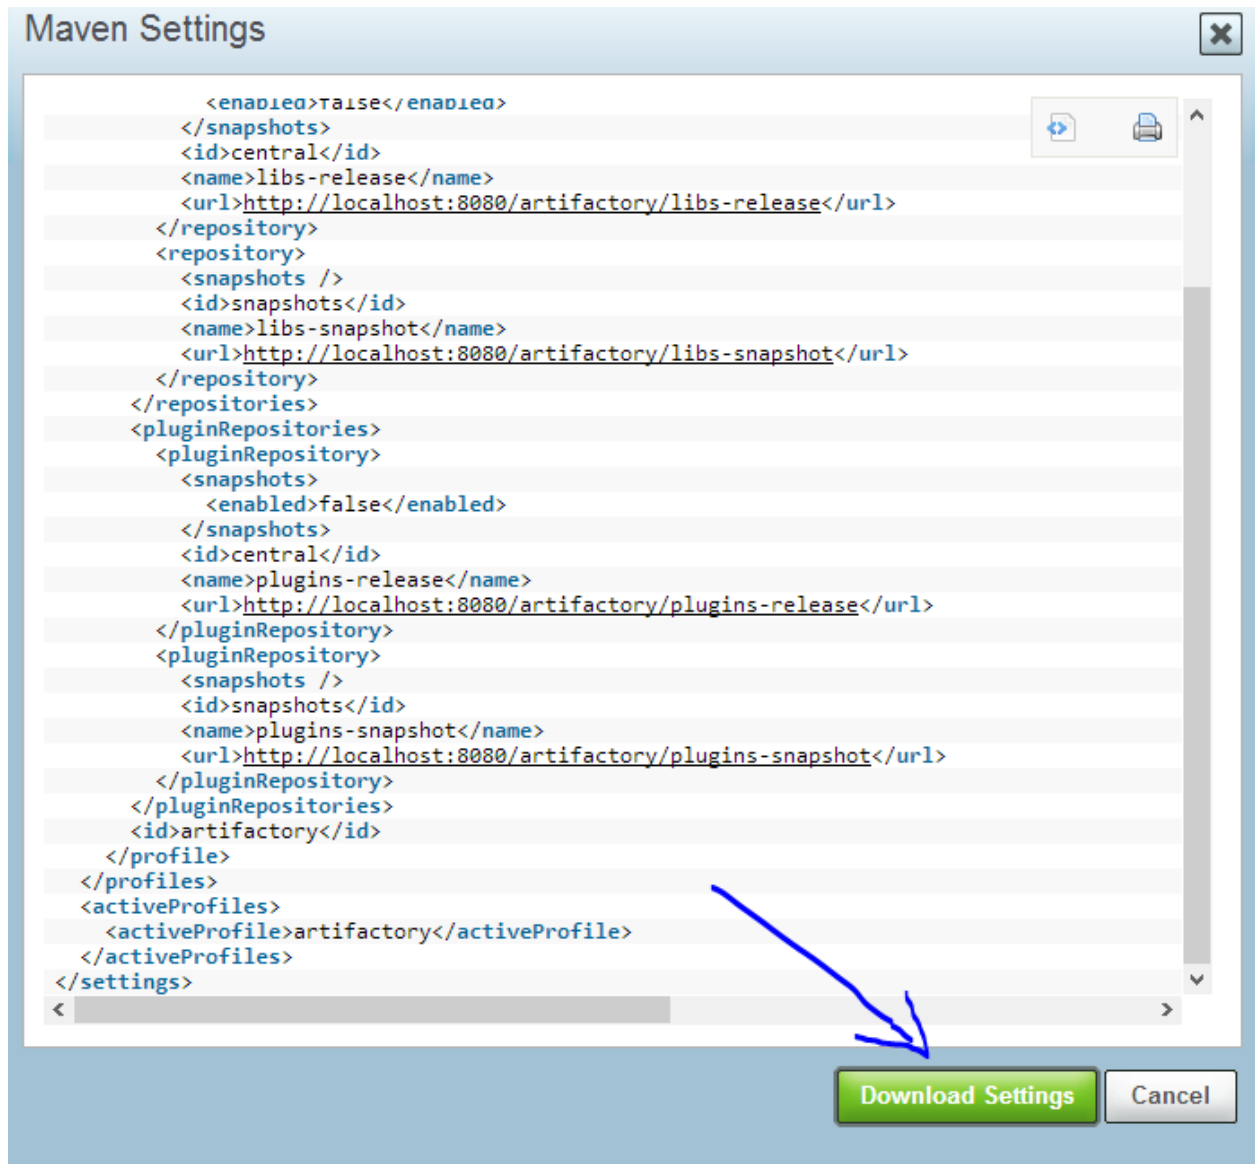 Maven Settings
<enabled>false</enabled>
</snapshots>
<id>central</id>
<name>libs-release</name>
<url>http://localhost:8080/artifactory/libs-release</url>
</repository>
<repository>
<snapshots />
<id>snapshots</id>
<name>libs-snapshot</name>
<url>http://localhost:8080/artifactory/libs-snapshot</url>
</repository>
</repositories>
<pluginRepositories>
<pluginRepository>
<snapshots>
<enabled>false</enabled>
</snapshots>
<id>central</id>
<name>plugins-release</name>
<url>http://localhost:8080/artifactory/plugins-release</url>
</pluginRepository>
<pluginRepository>
<snapshots />
<id>snapshots</id>
<name>plugins-snapshot</name>
<url>http://localhost:8080/artifactory/plugins-snapshot</url>
</pluginRepository>
</pluginRepositories>
<id>artifactory</id>
</profile>
</profiles>
<activeProfiles>
<activeProfile>artifactory</activeProfile>
</activeProfiles>
</settings>
Download Settings Cancel